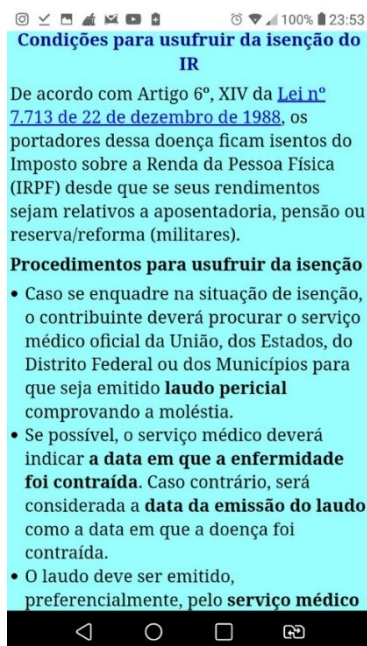 100% 23:53
Condições para usufruir da isenção do
IR
De acordo com Artigo 6º, XIV da Lei nº
7.713 de 22 de dezembro de 1988, os
portadores dessa doença ficam isentos do
Imposto sobre a Renda da Pessoa Física
(IRPF) desde que se seus rendimentos
sejam relativos a aposentadoria, pensão ou
reserva/reforma (militares).
Procedimentos para usufruir da isenção
• Caso se enquadre na situação de isenção,
o contribuinte deverá procurar o serviço
médico oficial da União, dos Estados, do
Distrito Federal ou dos Municípios para
que seja emitido laudo pericial
comprovando a moléstia.
• Se possível, o serviço médico deverá
indicar a data em que a enfermidade
foi contraída. Caso contrário, será
considerada a data da emissão do laudo
como a data em que a doença foi
contraída.
• O laudo deve ser emitido,
preferencialmente, pelo serviço médico